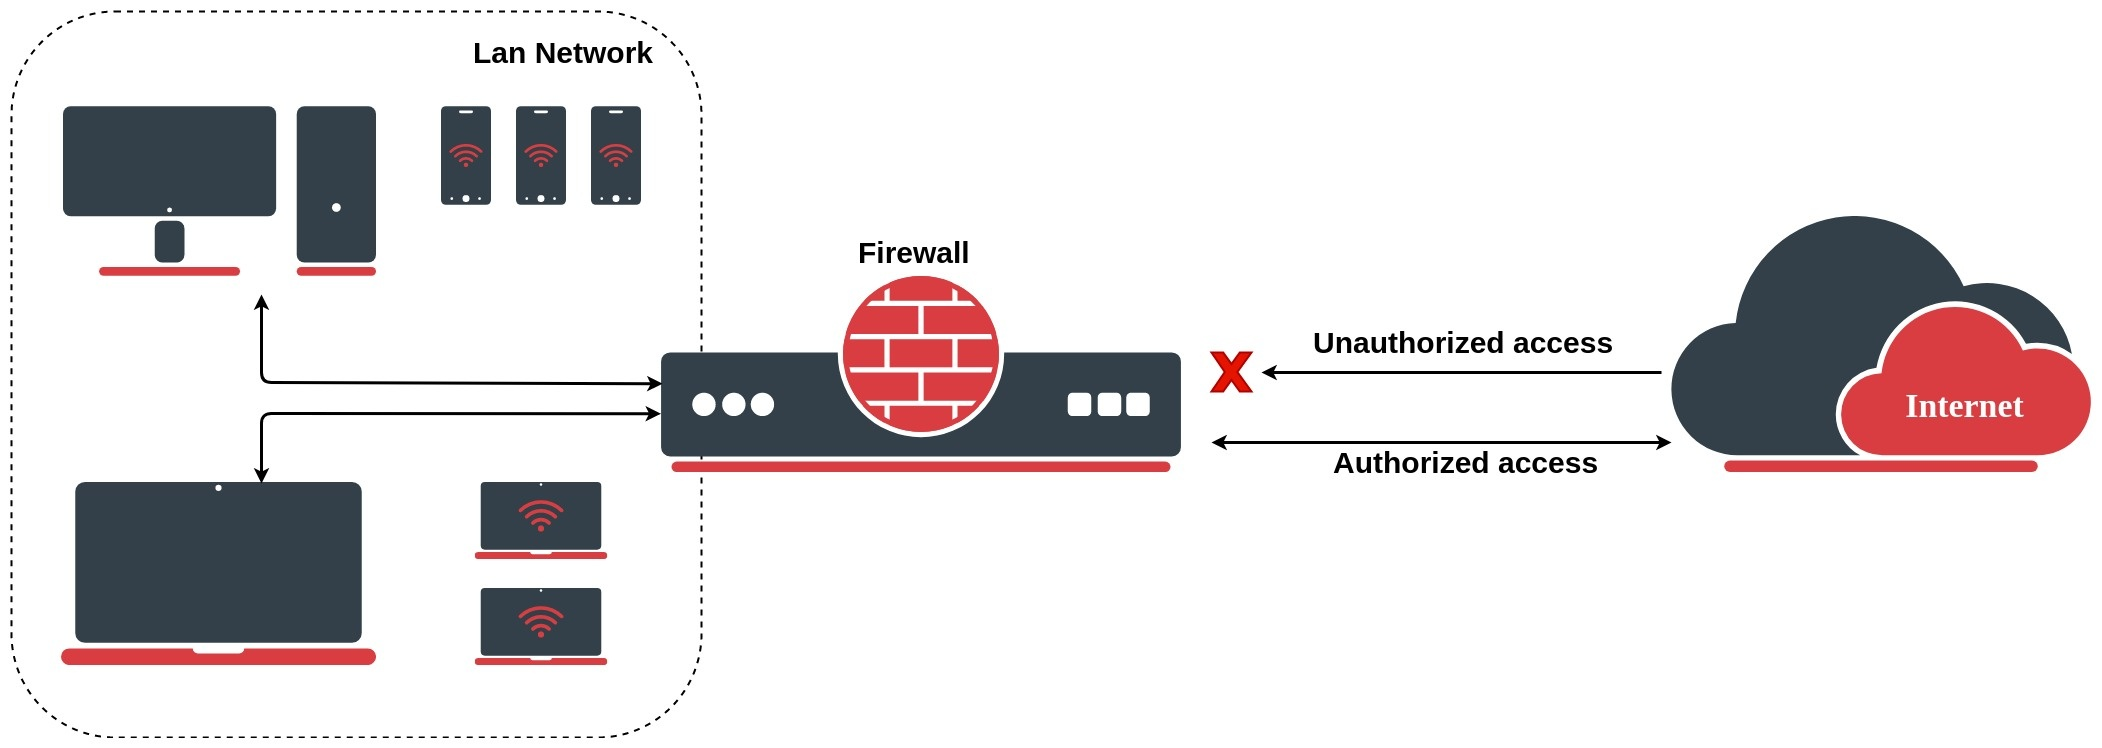 Lan Network
Firewall
Unauthorized access
Internet
Authorized access